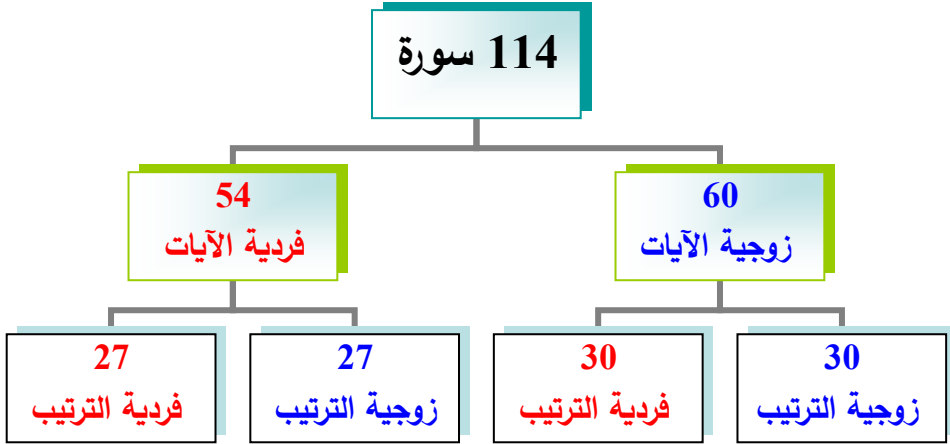 114 سورة
60
زوجية الآيات
54
فردية الآيات
30
زوجية الترتيب
30
فردية الترتيب
27
زوجية الترتيب
27
فردية الترتيب